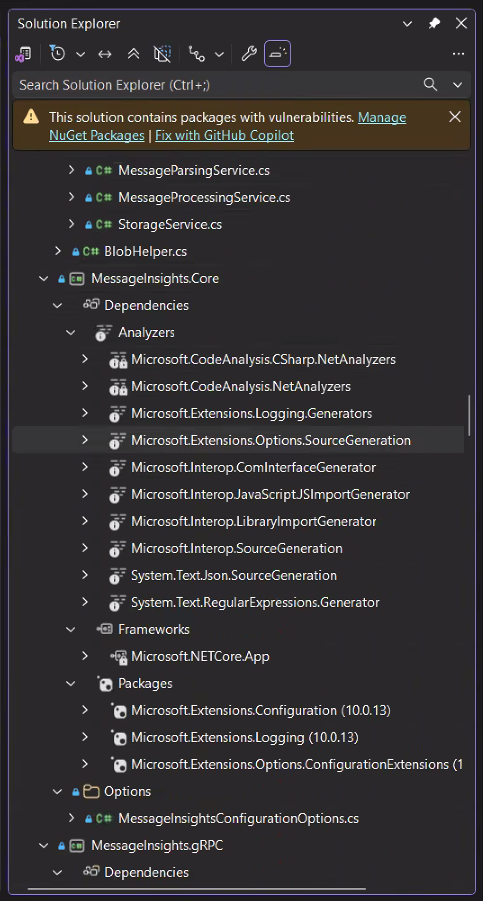 Solution Explorer
Search Solution Explorer (Ctrl+;)
This solution contains packages with vulnerabilities. Manage
NuGet Packages | Fix with GitHub Copilot
C# MessageParsingService.cs
C# MessageProcessingService.cs
C# StorageService.cs
C# BlobHelper.cs
MessageInsights.Core
Dependencies
Analyzers
Microsoft.CodeAnalysis.CSharp.NetAnalyzers
Microsoft.CodeAnalysis.NetAnalyzers
Microsoft.Extensions.Logging.Generators
Microsoft.Extensions.Options.SourceGeneration
Microsoft.Interop.ComInterfaceGenerator
Microsoft.Interop.JavaScript.JSImportGenerator
Microsoft.Interop.LibraryImportGenerator
Microsoft.Interop.SourceGeneration
System.Text.Json.SourceGeneration
System.Text.RegularExpressions.Generator
Frameworks
Microsoft.NETCore.App
Packages
Microsoft.Extensions.Configuration (10.0.13)
Microsoft.Extensions.Logging (10.0.13)
Microsoft.Extensions.Options.ConfigurationExtensions (1
Options
C# MessageInsightsConfigurationOptions.cs
MessageInsights.gRPC
Dependencies